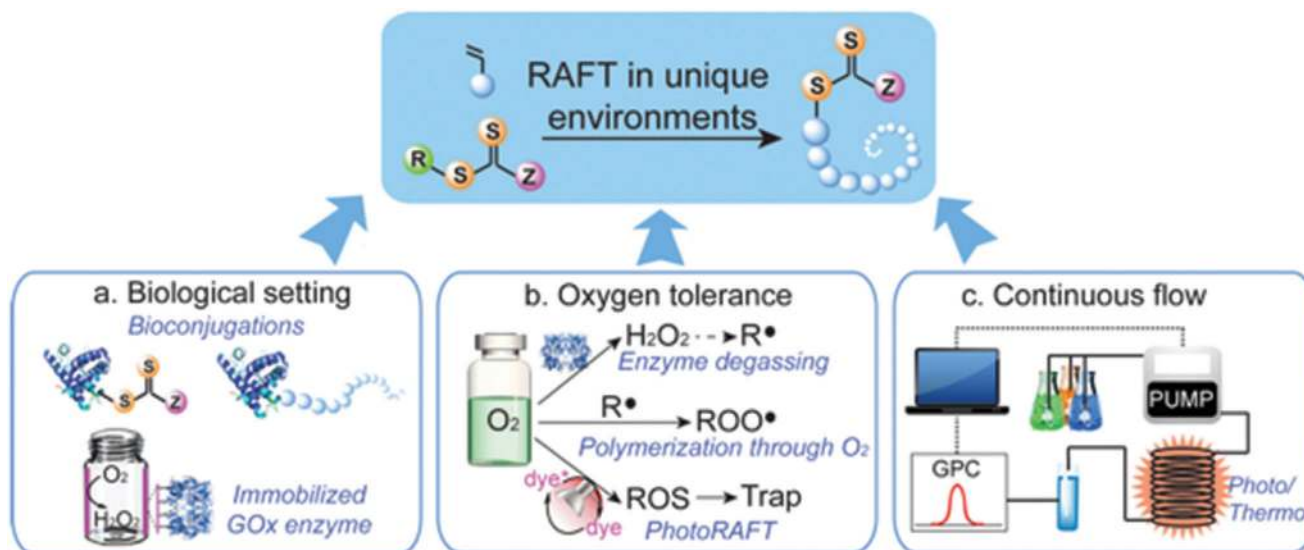 S
RAFT in unique
environments
S
Z
S
R
S
Z
a. Biological setting
Bioconjugations
S
S
Z
O₂
H₂O₂
Immobilized
GOx enzyme
b. Oxygen tolerance
H₂O₂ --➔ R•
Enzyme degassing
O₂
R•
ROO•
Polymerization through O₂
dye*
ROS → Trap
dye
PhotoRAFT
c. Continuous flow
PUMP
GPC
Photo/
Thermo